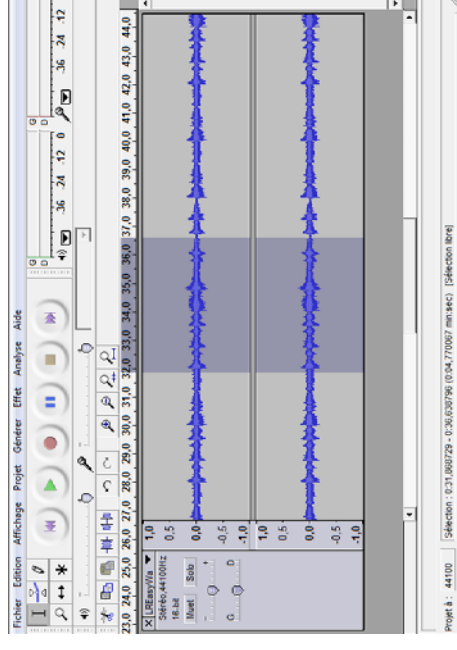 Fichier Edition Affichage Projet Générer Effet Analyse Aide
G
D
-36 -24 -12 0
G
D
-36 -24 -12
23,0 24,0 25,0 26,0 27,0 28,0 29,0 30,0 31,0 32,0 33,0 34,0 35,0 36,0 37,0 38,0 39,0 40,0 41,0 42,0 43,0 44,0
X LREasyWa
Stéréo,44100Hz
16-bit
Muet Solo
- +
G D
1,0
0,5
0,0
-0,5
-1,0
1,0
0,5
0,0
-0,5
-1,0
Projet à : 44100 Sélection : 0:31,868729 - 0:36,638796 (0:04,770067 min:sec) [Sélection libre]